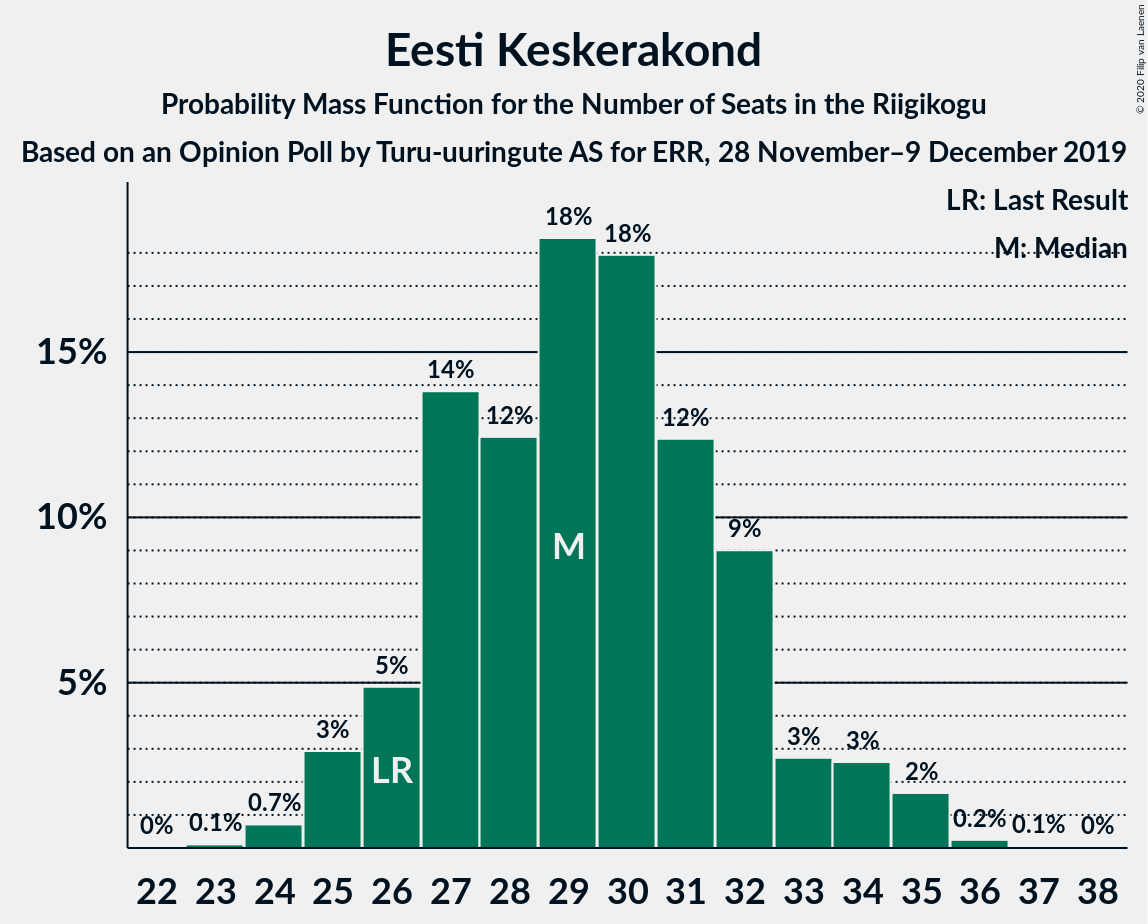 Eesti Keskerakond
Probability Mass Function for the Number of Seats in the Riigikogu
Based on an Opinion Poll by Turu-uuringute AS for ERR, 28 November–9 December 2019
© 2020 Filip van Laenen
LR: Last Result
M: Median
18%
18%
15%
14%
12%
12%
10%
9%
M
5%
5%
3%
3%
3%
LR
2%
0.7%
0%
0.1%
0.2%
0.1%
0%
22 23 24 25 26 27 28 29 30 31 32 33 34 35 36 37 38